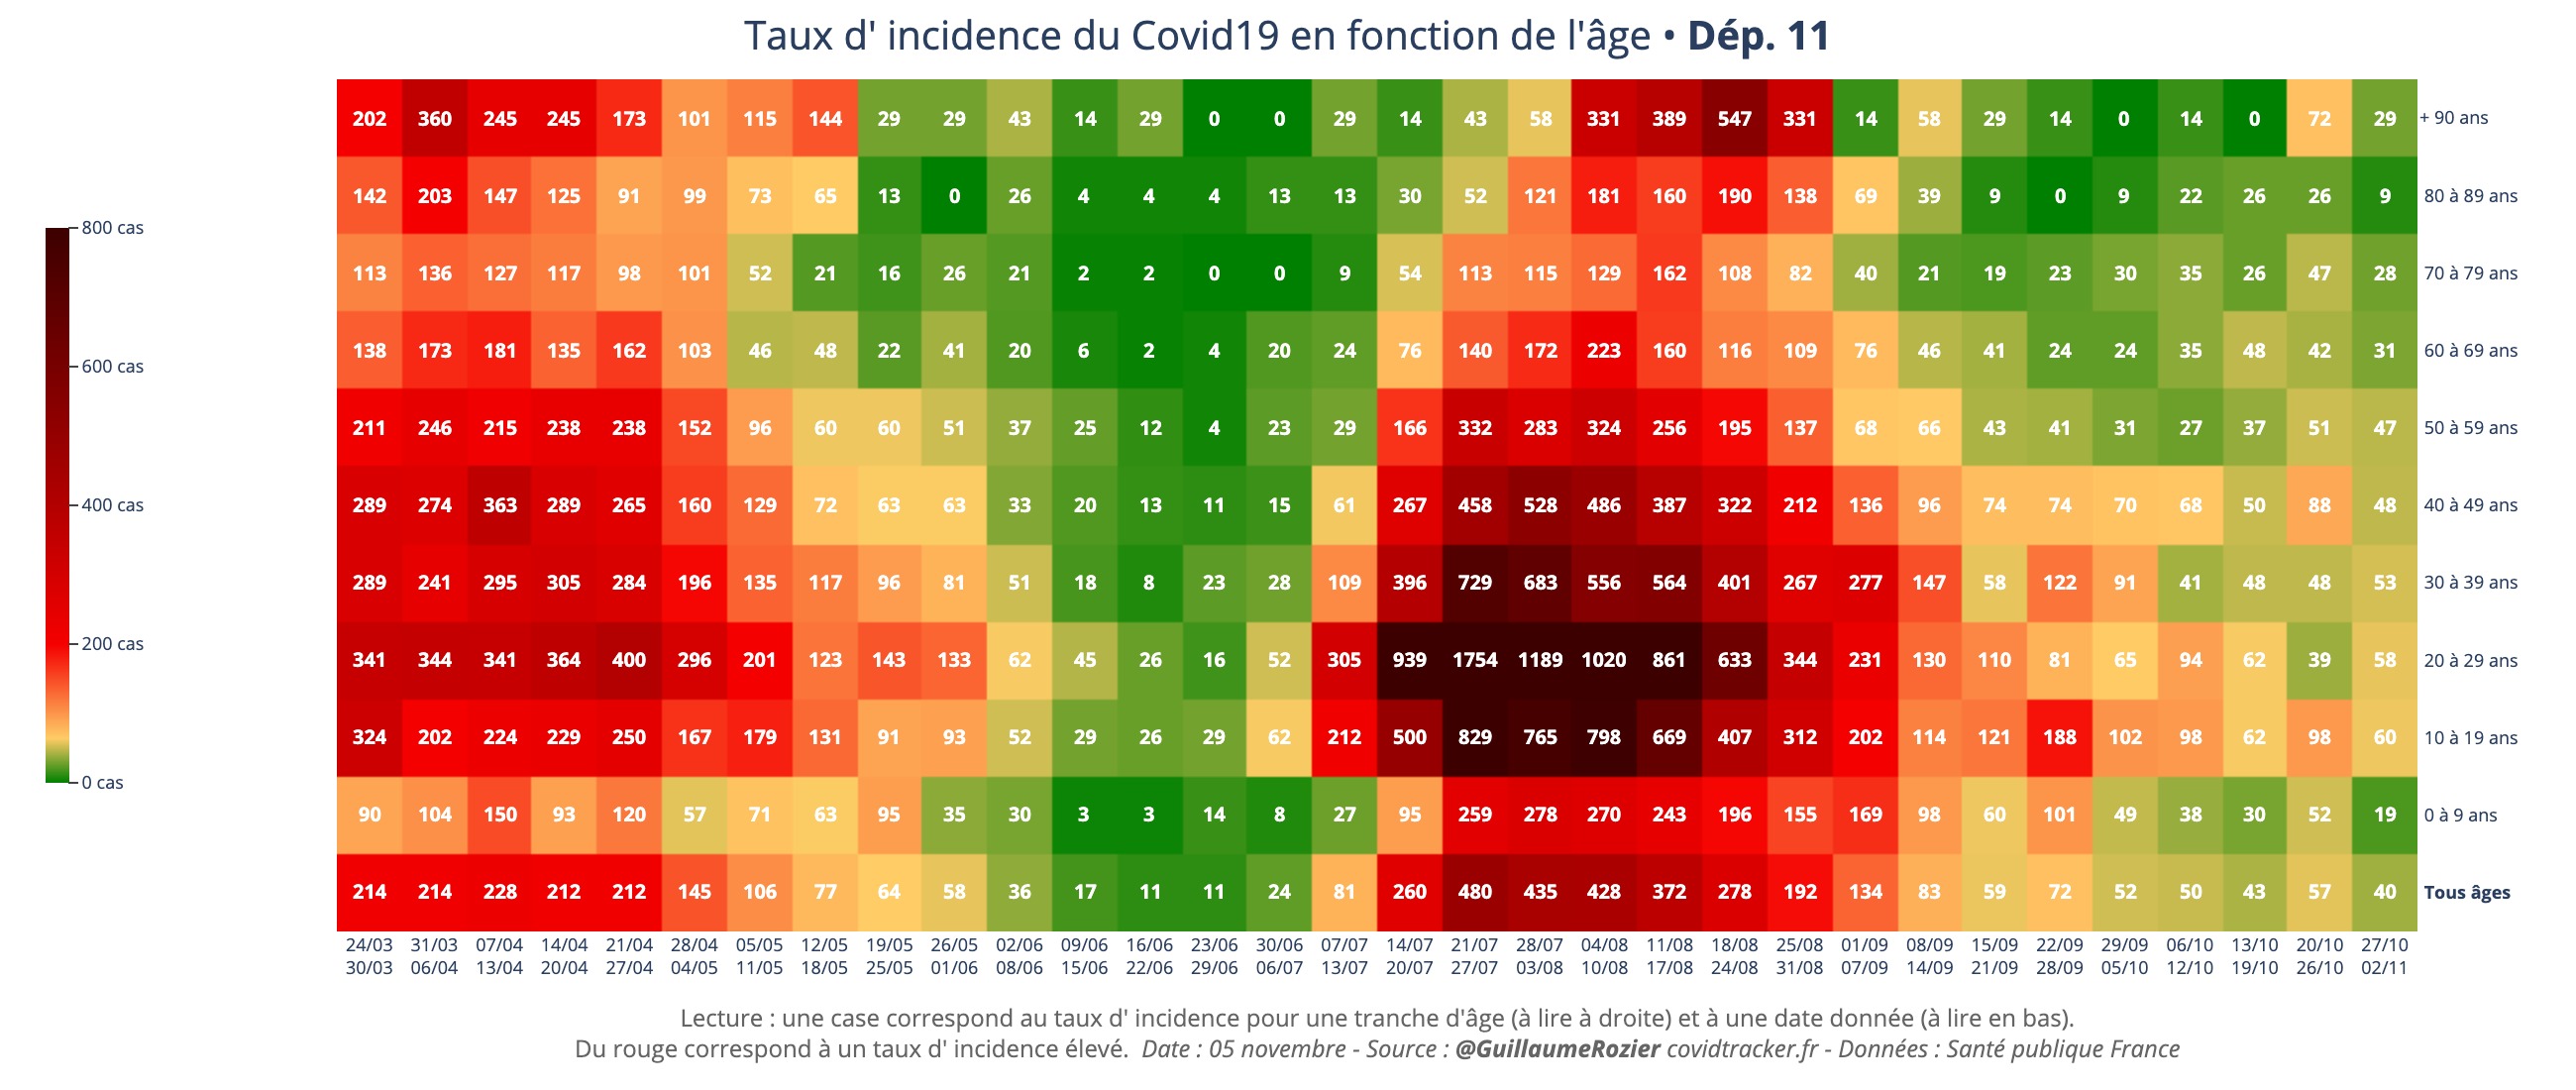 Taux d' incidence du Covid19 en fonction de l'âge • Dép. 11
800 cas
600 cas
400 cas
200 cas
0 cas
202 360 245 245 173 101 115 144 29 29 43 14 29 0 0 29 14 43 58 331 389 547 331 14 58 29 14 0 14 0 72 29 + 90 ans
142 203 147 125 91 99 73 65 13 0 26 4 4 4 13 13 30 52 121 181 160 190 138 69 39 9 0 9 22 26 26 9 80 à 89 ans
113 136 127 117 98 101 52 21 16 26 21 2 2 0 0 9 54 113 115 129 162 108 82 40 21 19 23 30 35 26 47 28 70 à 79 ans
138 173 181 135 162 103 46 48 22 41 20 6 2 4 20 24 76 140 172 223 160 116 109 76 46 41 24 24 35 48 42 31 60 à 69 ans
211 246 215 238 238 152 96 60 60 51 37 25 12 4 23 29 166 332 283 324 256 195 137 68 66 43 41 31 27 37 51 47 50 à 59 ans
289 274 363 289 265 160 129 72 63 63 33 20 13 11 15 61 267 458 528 486 387 322 212 136 96 74 74 70 68 50 88 48 40 à 49 ans
289 241 295 305 284 196 135 117 96 81 51 18 8 23 28 109 396 729 683 556 564 401 267 277 147 58 122 91 41 48 48 53 30 à 39 ans
341 344 341 364 400 296 201 123 143 133 62 45 26 16 52 305 939 1754 1189 1020 861 633 344 231 130 110 81 65 94 62 39 58 20 à 29 ans
324 202 224 229 250 167 179 131 91 93 52 29 26 29 62 212 500 829 765 798 669 407 312 202 114 121 188 102 98 62 98 60 10 à 19 ans
90 104 150 93 120 57 71 63 95 35 30 3 3 14 8 27 95 259 278 270 243 196 155 169 98 60 101 49 38 30 52 19 0 à 9 ans
214 214 228 212 212 145 106 77 64 58 36 17 11 11 24 81 260 480 435 428 372 278 192 134 83 59 72 52 50 43 57 40 Tous âges
24/03 31/03 07/04 14/04 21/04 28/04 05/05 12/05 19/05 26/05 02/06 09/06 16/06 23/06 30/06 07/07 14/07 21/07 28/07 04/08 11/08 18/08 25/08 01/09 08/09 15/09 22/09 29/09 06/10 13/10 20/10 27/10
30/03 06/04 13/04 20/04 27/04 04/05 11/05 18/05 25/05 01/06 08/06 15/06 22/06 29/06 06/07 13/07 20/07 27/07 03/08 10/08 17/08 24/08 31/08 07/09 14/09 21/09 28/09 05/10 12/10 19/10 26/10 02/11
Lecture : une case correspond au taux d' incidence pour une tranche d'âge (à lire à droite) et à une date donnée (à lire en bas).
Du rouge correspond à un taux d' incidence élevé. Date : 05 novembre - Source : @GuillaumeRozier covidtracker.fr - Données : Santé publique France